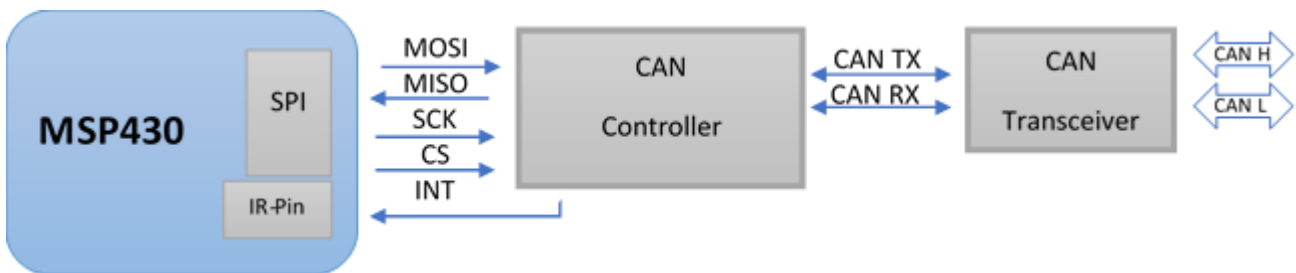 MSP430
SPI
IR-Pin
MOSI
MISO
SCK
CS
INT
CAN
Controller
CAN TX
CAN RX
CAN
Transceiver
CAN H
CAN L